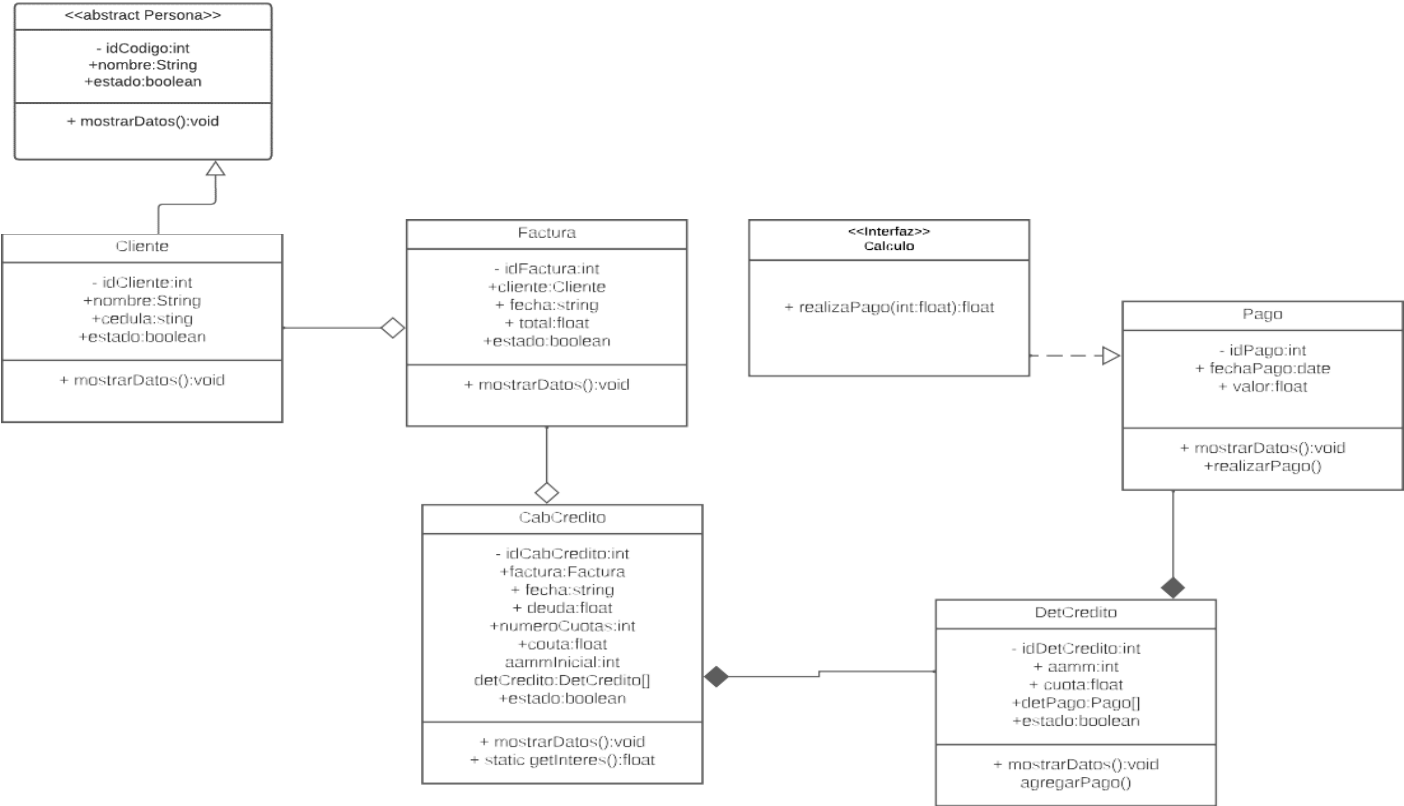 <<abstract Persona>>
- idCodigo:int
+nombre:String
+estado:boolean
+ mostrarDatos():void
Cliente
- idCliente:int
+nombre:String
+cedula:sting
+estado:boolean
+ mostrarDatos():void
Factura
- idFactura:int
+cliente:Cliente
+ fecha:string
+ total:float
+estado:boolean
+ mostrarDatos():void
<<Interfaz>>
Calculo
+ realizaPago(int:float):float
Pago
- idPago:int
+ fechaPago:date
+ valor:float
+ mostrarDatos():void
+realizarPago()
CabCredito
- idCabCredito:int
+factura:Factura
+ fecha:string
+ deuda:float
+numeroCuotas:int
+couta:float
aammInicial:int
detCredito:DetCredito[]
+estado:boolean
+ mostrarDatos():void
+ static getInteres():float
DetCredito
- idDetCredito:int
+ aamm:int
+ cuota:float
+detPago:Pago[]
+estado:boolean
+ mostrarDatos():void
agregarPago()